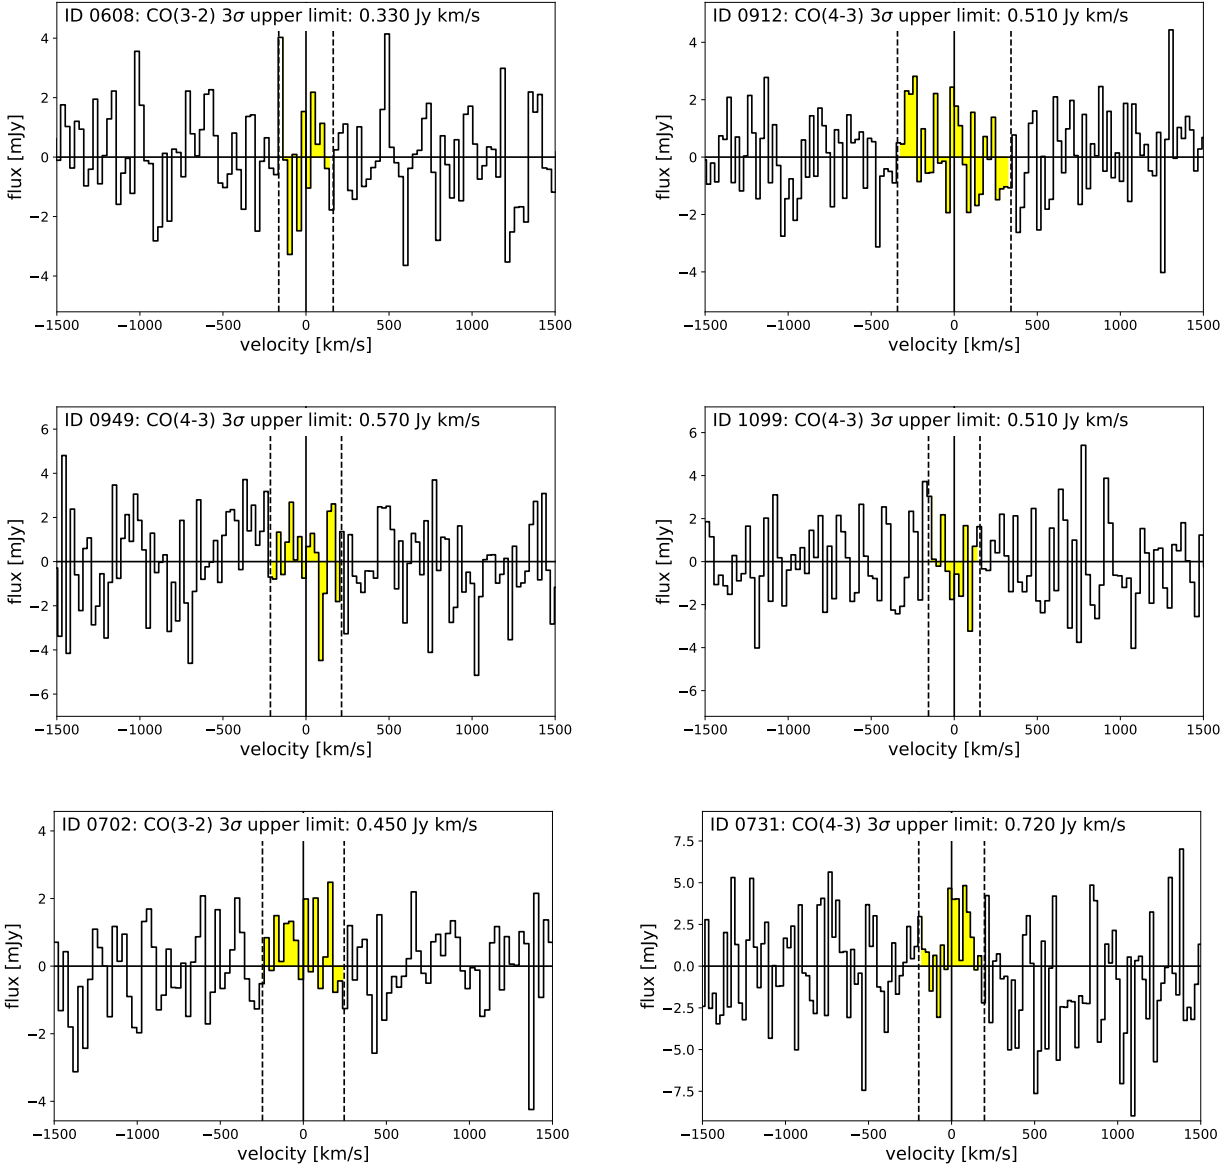 ID 0608: CO(3-2) 3σ upper limit: 0.330 Jy km/s
4
2
0
−2
−4
flux [mJy]
−1500 −1000 −500 0 500 1000 1500
velocity [km/s]
ID 0912: CO(4-3) 3σ upper limit: 0.510 Jy km/s
4
2
0
−2
−4
flux [mJy]
−1500 −1000 −500 0 500 1000 1500
velocity [km/s]
ID 0949: CO(4-3) 3σ upper limit: 0.570 Jy km/s
6
4
2
0
−2
−4
−6
flux [mJy]
−1500 −1000 −500 0 500 1000 1500
velocity [km/s]
ID 1099: CO(4-3) 3σ upper limit: 0.510 Jy km/s
6
4
2
0
−2
−4
−6
flux [mJy]
−1500 −1000 −500 0 500 1000 1500
velocity [km/s]
ID 0702: CO(3-2) 3σ upper limit: 0.450 Jy km/s
4
2
0
−2
−4
flux [mJy]
−1500 −1000 −500 0 500 1000 1500
velocity [km/s]
ID 0731: CO(4-3) 3σ upper limit: 0.720 Jy km/s
7.5
5.0
2.5
0.0
−2.5
−5.0
−7.5
flux [mJy]
−1500 −1000 −500 0 500 1000 1500
velocity [km/s]